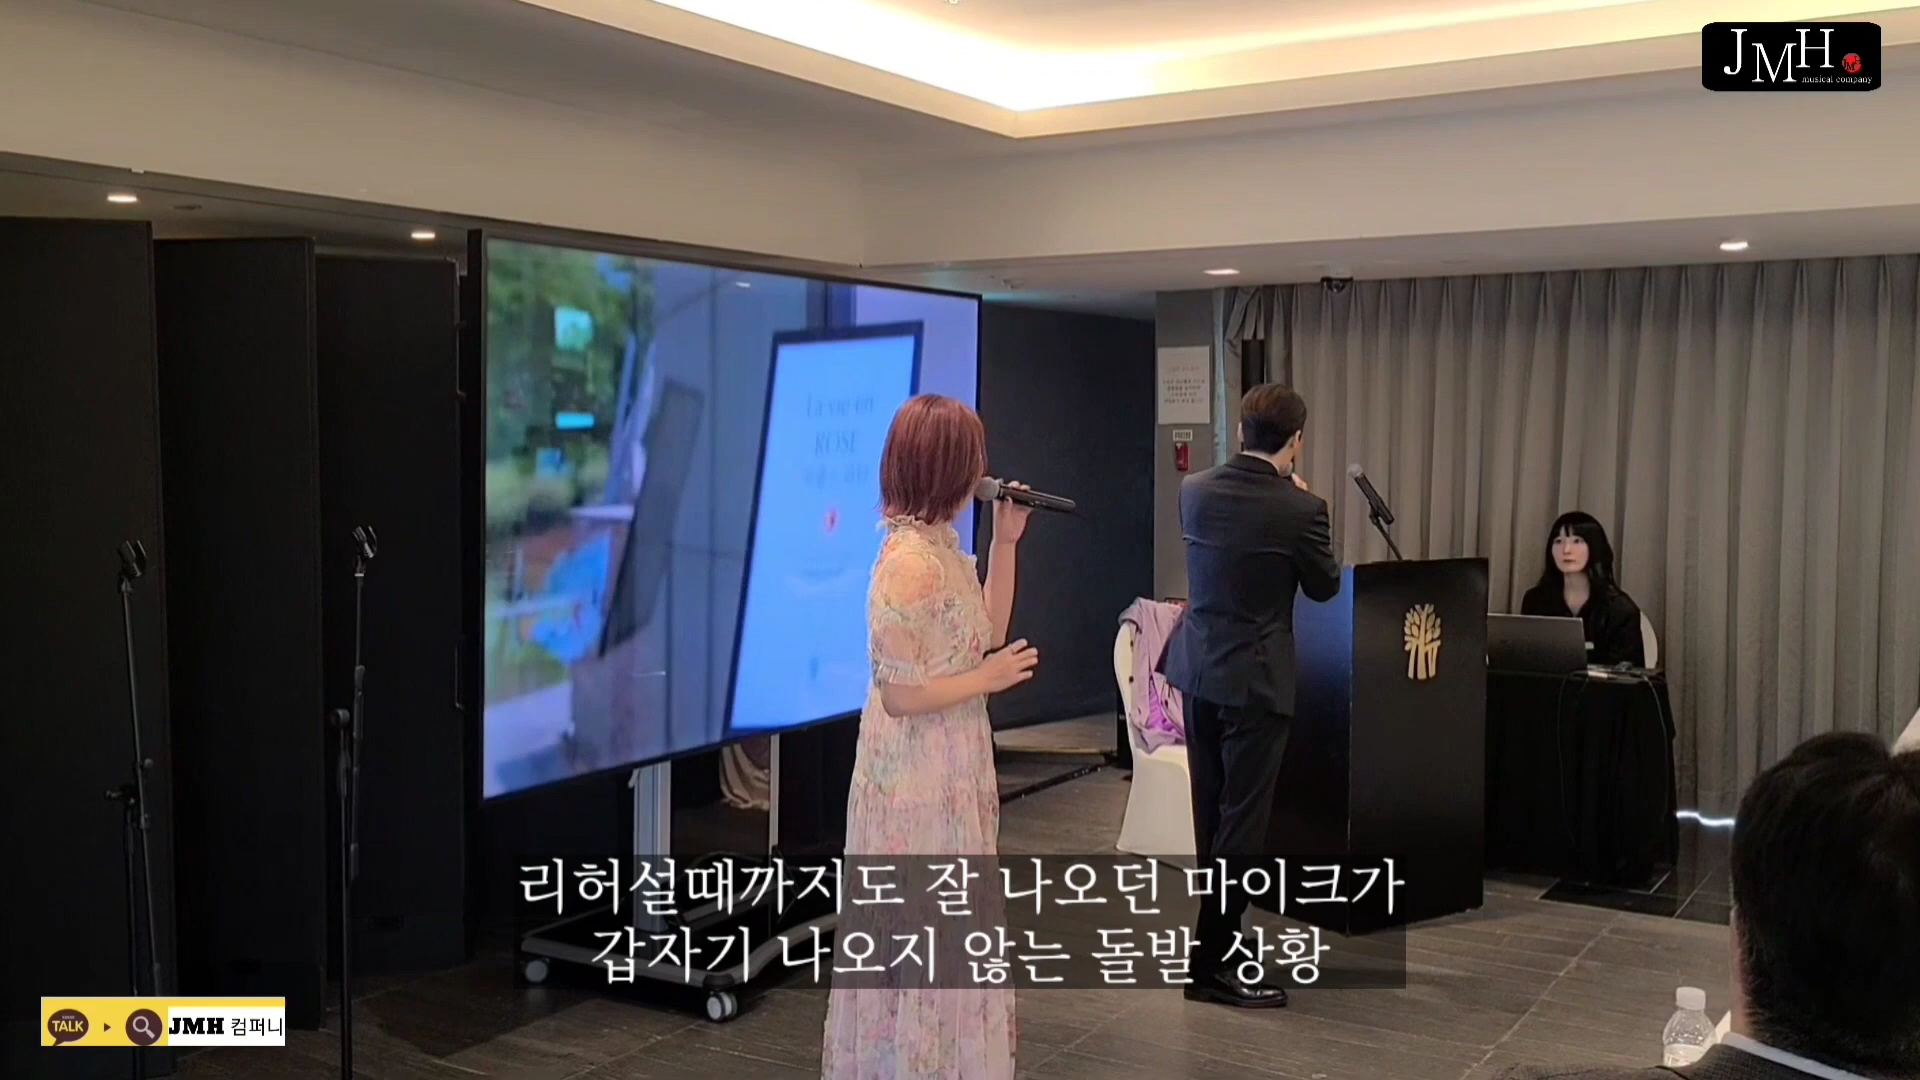 JMH
musical company
La vie en
ROSE
리허설때까지도 잘 나오던 마이크가
갑자기 나오지 않는 돌발 상황
TALK
JMH 컴퍼니